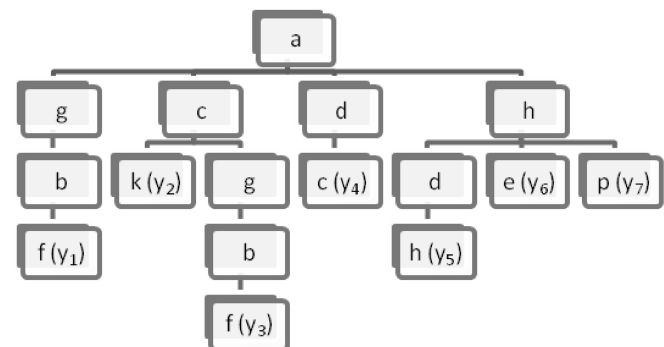 a
g c d h
b k (y₂) g c (y₄) d e (y₆) p (y₇)
f (y₁) b h (y₅)
f (y₃)